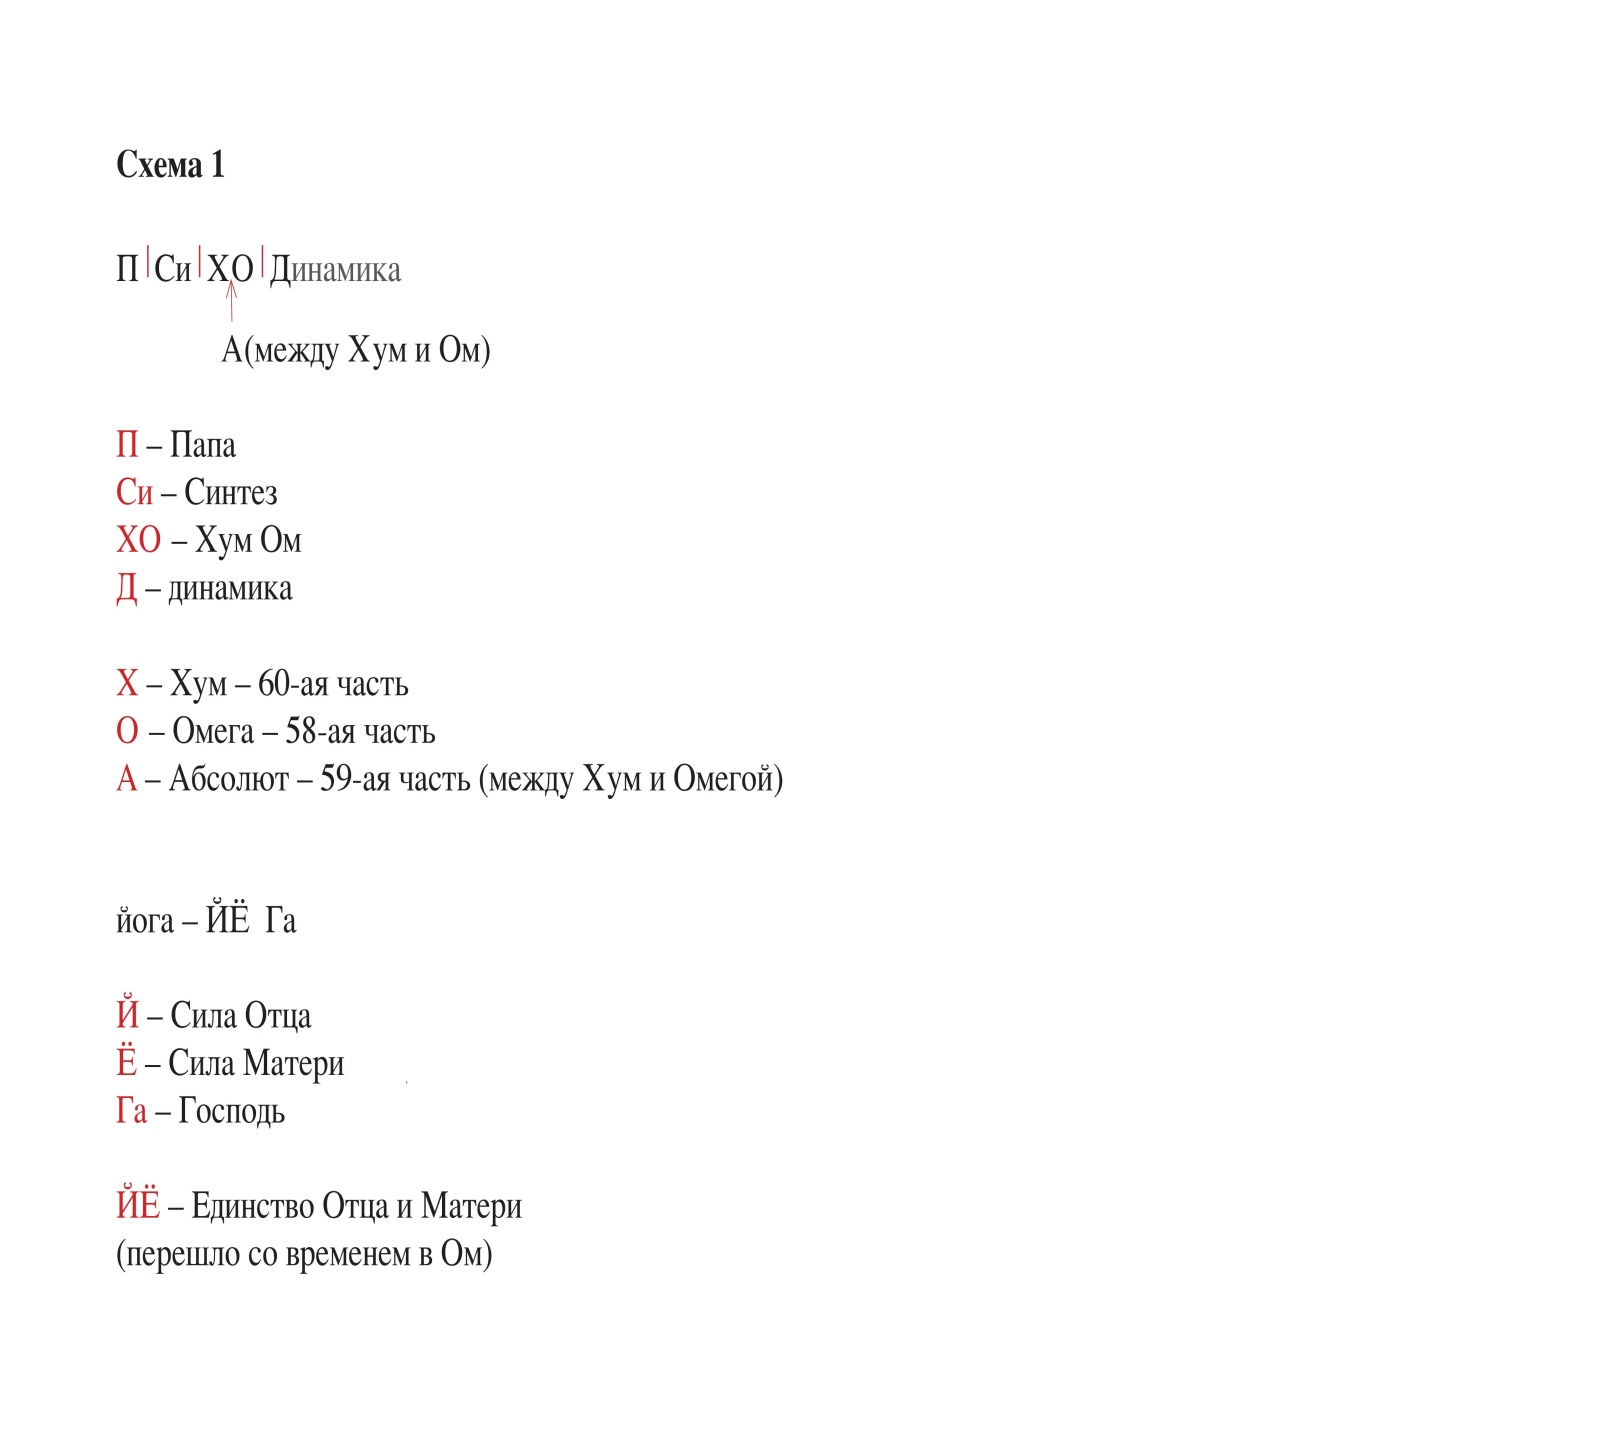 Схема 1
П|Си|ХО|Динамика
А(между Хум и Ом)
П – Папа
Си – Синтез
ХО – Хум Ом
Д – динамика
Х – Хум – 60-ая часть
О – Омега – 58-ая часть
А – Абсолют – 59-ая часть (между Хум и Омегой)
йога – ЙЁ Га
Й – Сила Отца
Ё – Сила Матери
Га – Господь
ЙЁ – Единство Отца и Матери
(перешло со временем в Ом)